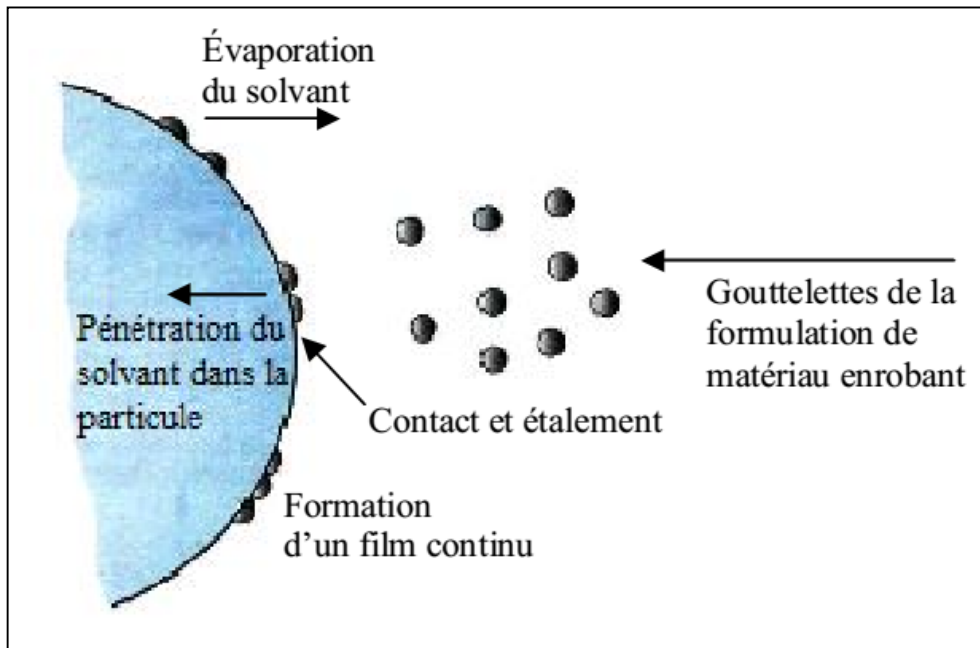 Évaporation
du solvant
Gouttelettes de la
formulation de
matériau enrobant
Pénétration du
solvant dans la
particule
Contact et étalement
Formation
d’un film continu